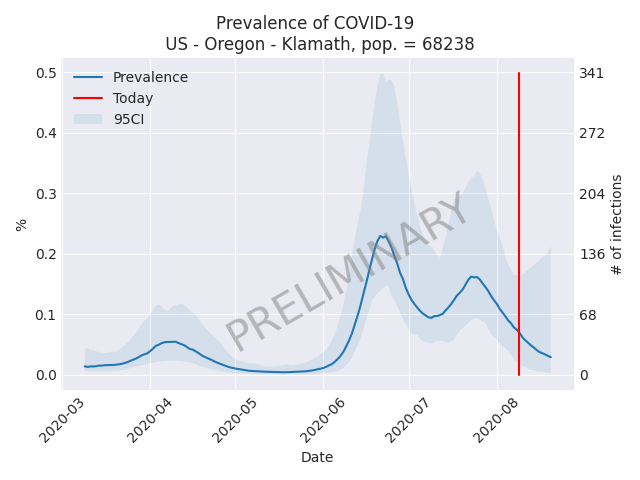 Prevalence of COVID-19
US - Oregon - Klamath, pop. = 68238
Prevalence
Today
95CI
0.5
0.4
0.3
0.2
0.1
0.0
%
341
272
204
136
68
0
# of infections
PRELIMINARY
2020-03
2020-04
2020-05
2020-06
2020-07
2020-08
Date